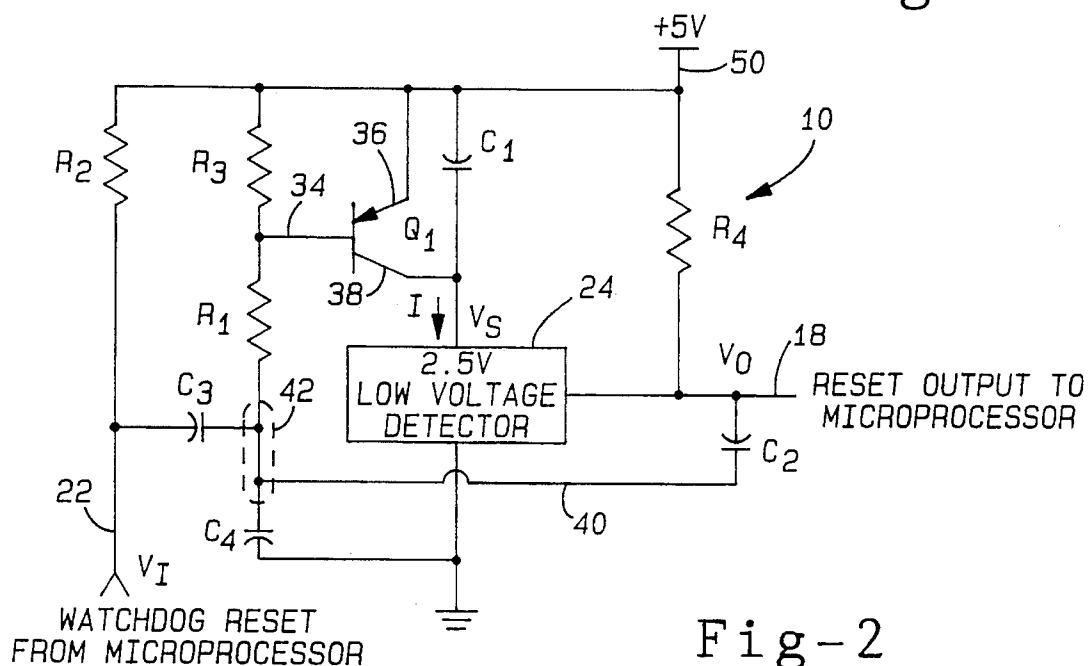 +5V
50
10
R2
R3
34
36
C1
Q1
R4
38
R1
I
VS
24
2.5V
LOW VOLTAGE
DETECTOR
VO
18
RESET OUTPUT TO
MICROPROCESSOR
C3
42
C2
22
C4
40
VI
WATCHDOG RESET
FROM MICROPROCESSOR
Fig-2